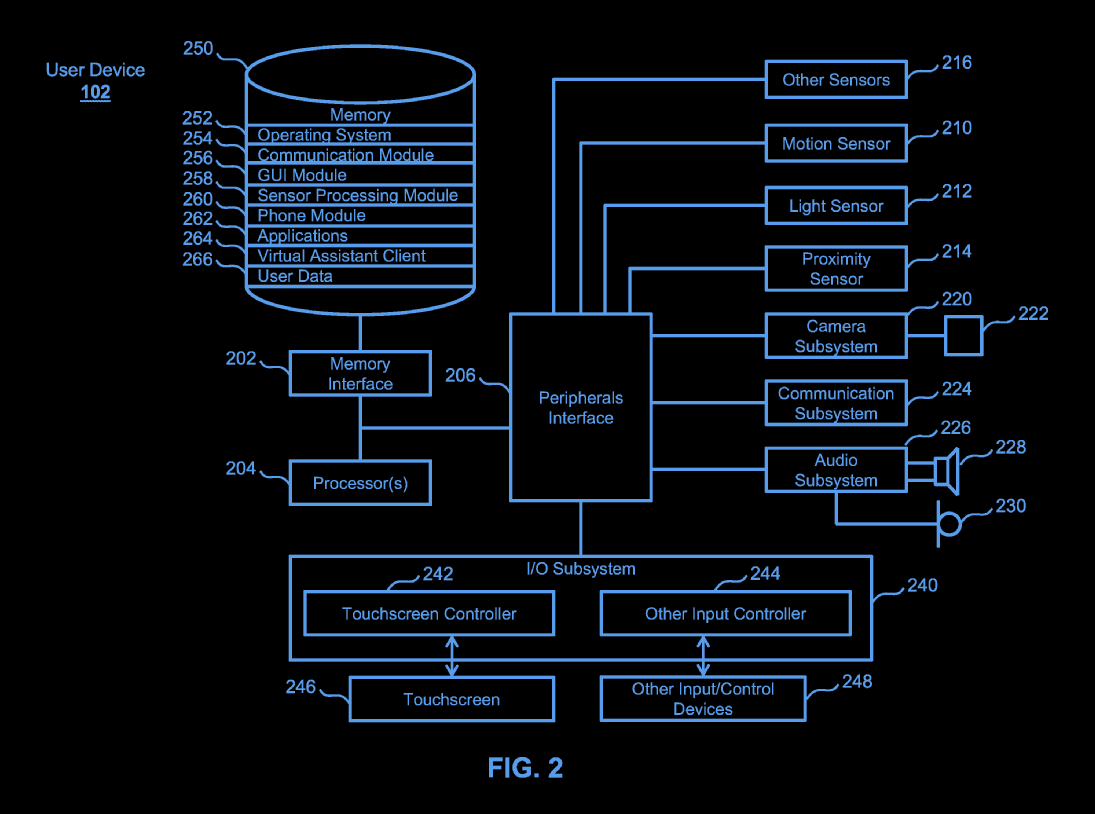 User Device
102
250
Memory
252
Operating System
254
Communication Module
256
GUI Module
258
Sensor Processing Module
260
Phone Module
262
Applications
264
Virtual Assistant Client
266
User Data
202
Memory
Interface
204
Processor(s)
206
Peripherals
Interface
Other Sensors
216
Motion Sensor
210
Light Sensor
212
Proximity
Sensor
214
Camera
Subsystem
220
222
Communication
Subsystem
224
Audio
Subsystem
226
228
230
I/O Subsystem
240
242
Touchscreen Controller
244
Other Input Controller
246
Touchscreen
Other Input/Control
Devices
248
FIG. 2